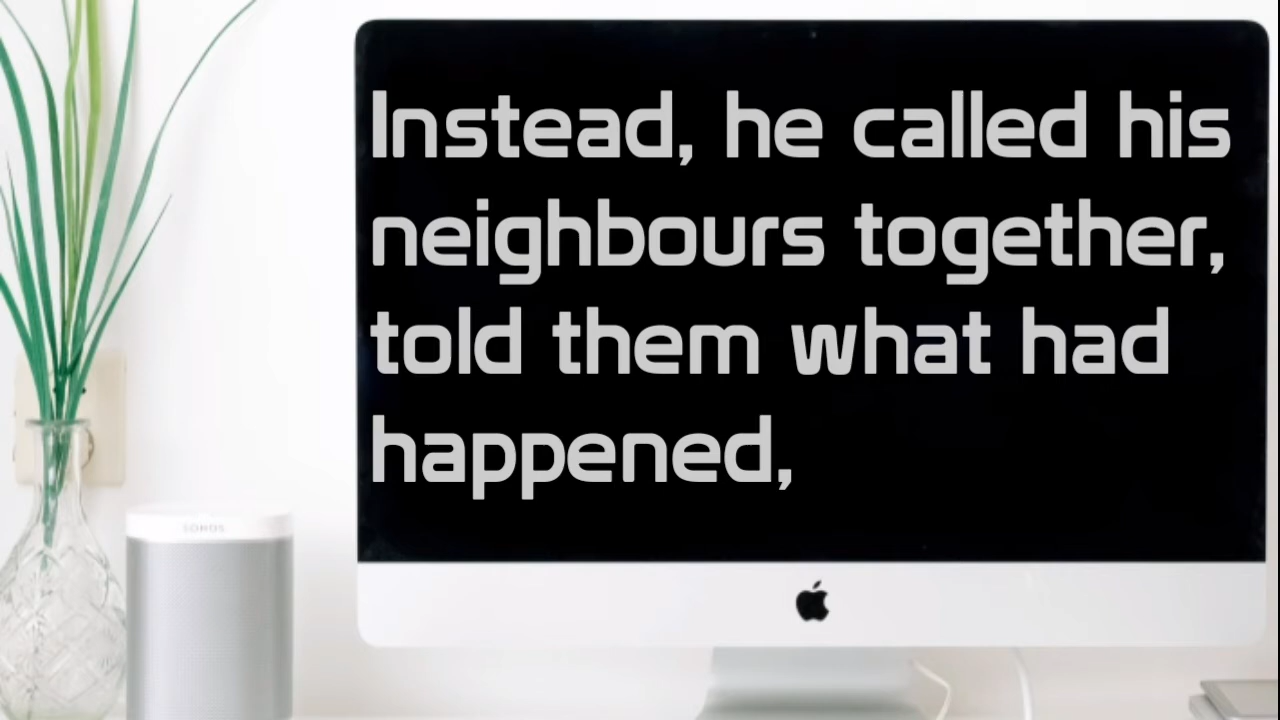 Instead, he called his
neighbours together,
told them what had
happened,
SONOS